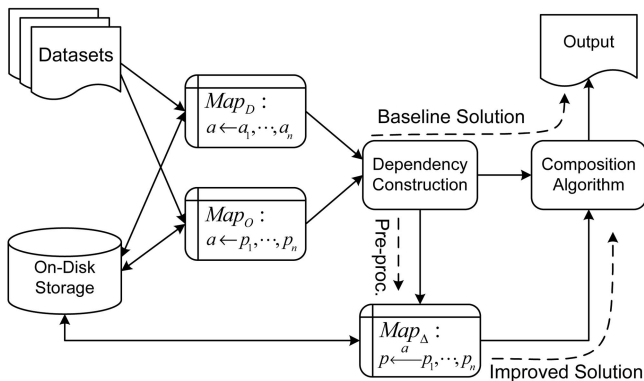 Datasets
Output
Map_D :
a ← a_1,⋯,a_n
Baseline Solution
Dependency
Construction
Composition
Algorithm
Map_O :
a ← p_1,⋯,p_n
On-Disk
Storage
Pre-proc.
Map_Δ :
a
p ← p_1,⋯,p_n
Improved Solution